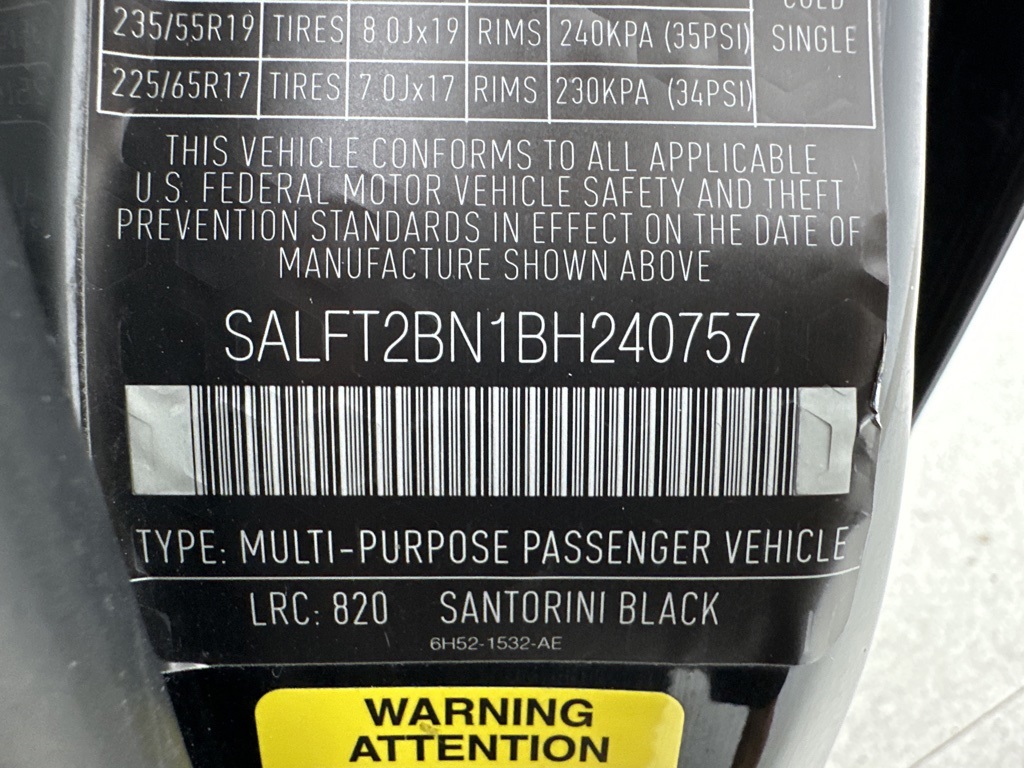 COLD
235/55R19 TIRES 8.0Jx19 RIMS 240KPA (35PSI) SINGLE
225/65R17 TIRES 7.0Jx17 RIMS 230KPA (34PSI)
THIS VEHICLE CONFORMS TO ALL APPLICABLE
U.S. FEDERAL MOTOR VEHICLE SAFETY AND THEFT
PREVENTION STANDARDS IN EFFECT ON THE DATE OF
MANUFACTURE SHOWN ABOVE
SALFT2BN1BH240757
TYPE: MULTI-PURPOSE PASSENGER VEHICLE
LRC: 820 SANTORINI BLACK
6H52-1532-AE
WARNING
ATTENTION